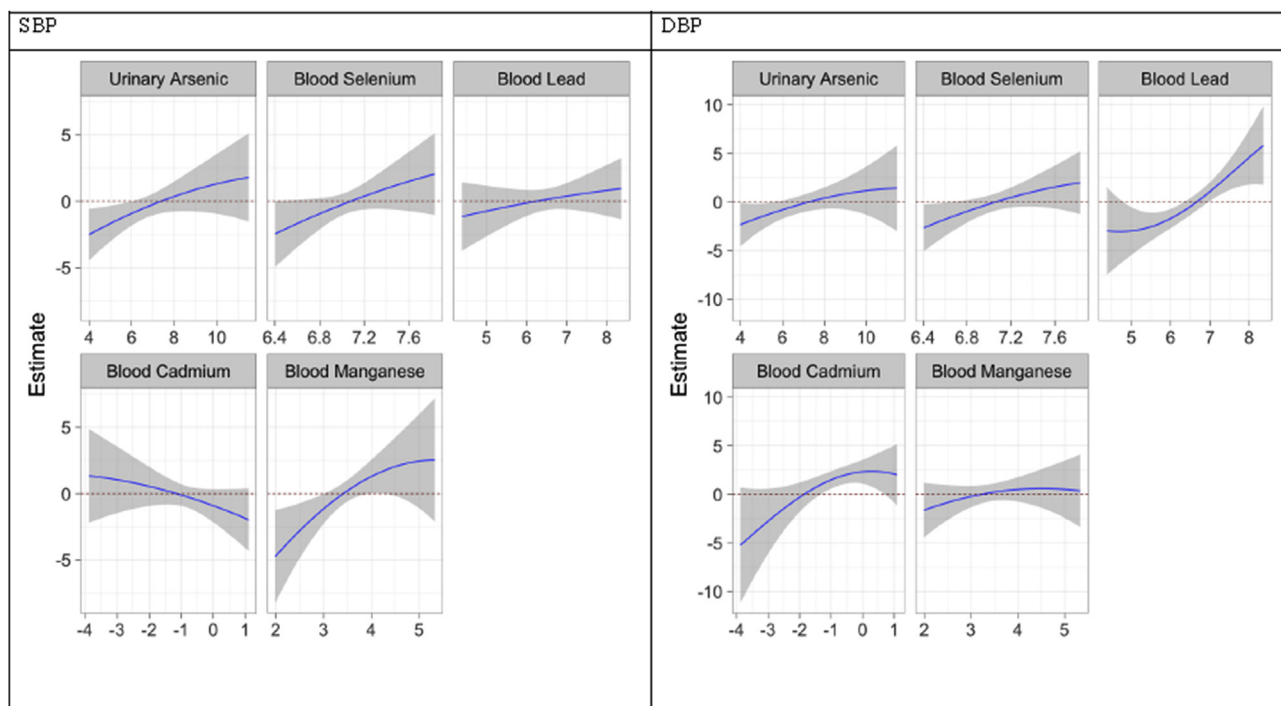 SBP
DBP
Urinary Arsenic Blood Selenium Blood Lead
5
0
-5
4 6 8 10 6.4 6.8 7.2 7.6 5 6 7 8
Estimate
Blood Cadmium Blood Manganese
5
0
-5
-4 -3 -2 -1 0 1 2 3 4 5
Urinary Arsenic Blood Selenium Blood Lead
10
5
0
-5
-10
4 6 8 10 6.4 6.8 7.2 7.6 5 6 7 8
Estimate
Blood Cadmium Blood Manganese
10
5
0
-5
-10
-4 -3 -2 -1 0 1 2 3 4 5